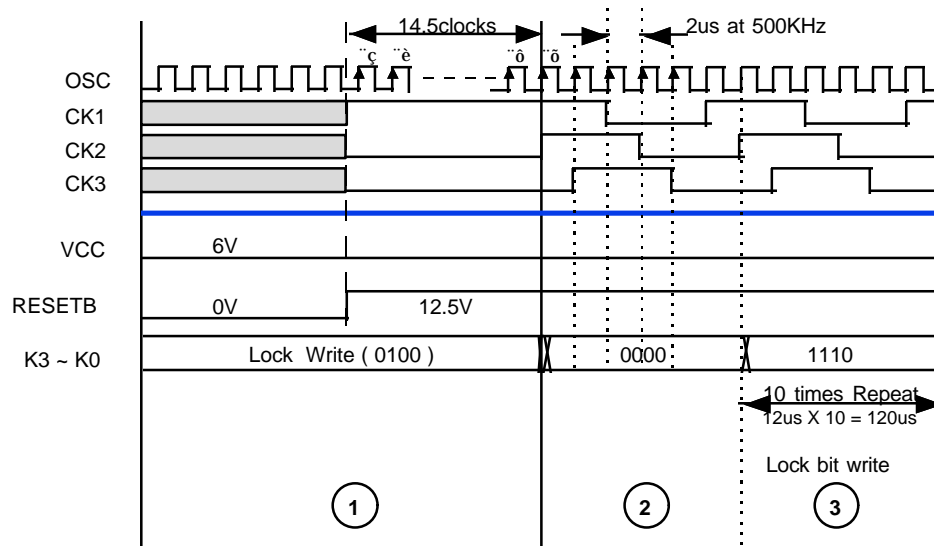 14.5clocks
2us at 500KHz
¨ç ¨è ¨ô ¨õ
OSC
CK1
CK2
CK3
VCC
6V
RESETB
0V
12.5V
K3 ~ K0
Lock Write ( 0100 )
0000
1110
10 times Repeat
12us X 10 = 120us
Lock bit write
1
2
3